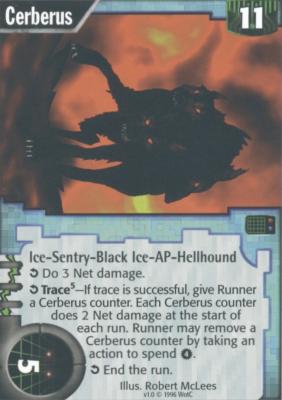 Cerberus
11
Ice-Sentry-Black Ice-AP-Hellhound
Do 3 Net damage.
Trace⁵–If trace is successful, give Runner
a Cerberus counter. Each Cerberus counter
does 2 Net damage at the start of
each run. Runner may remove a
Cerberus counter by taking an
action to spend 4.
End the run.
5
Illus. Robert McLees
v1.0 © 1996 WotC